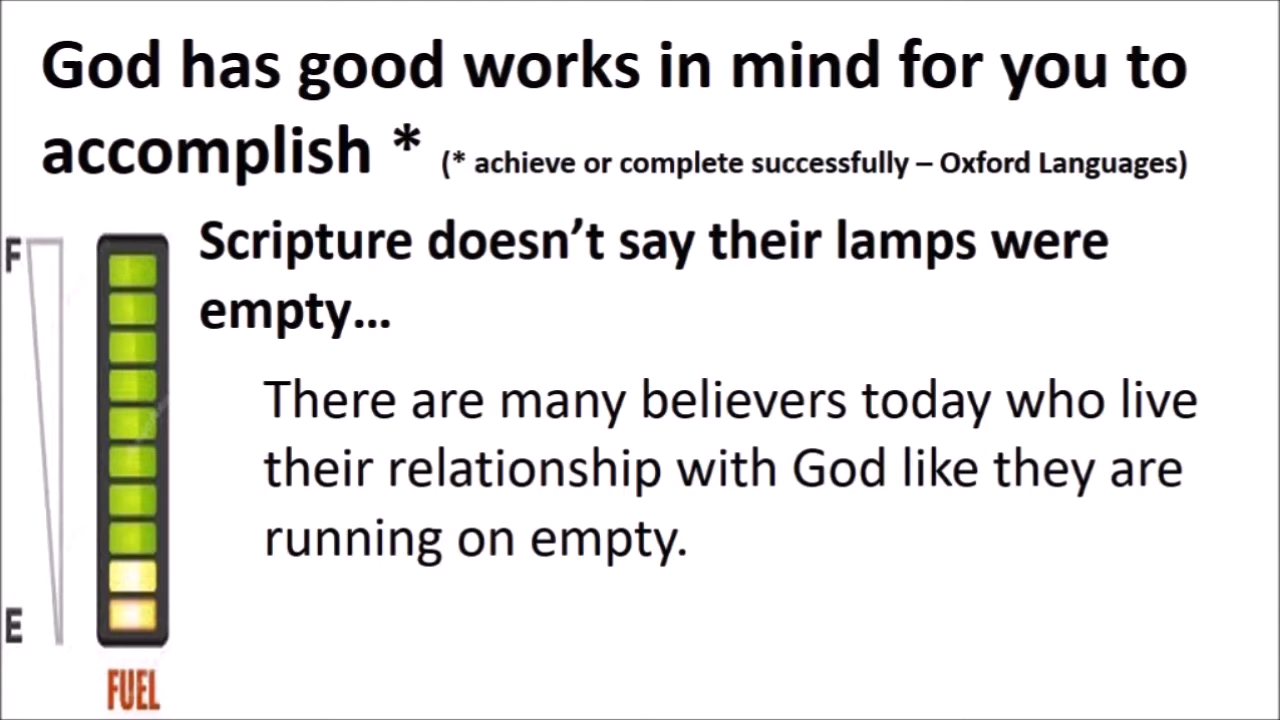 God has good works in mind for you to
accomplish * (* achieve or complete successfully – Oxford Languages)
Scripture doesn’t say their lamps were
empty…
There are many believers today who live
their relationship with God like they are
running on empty.
F
E
FUEL